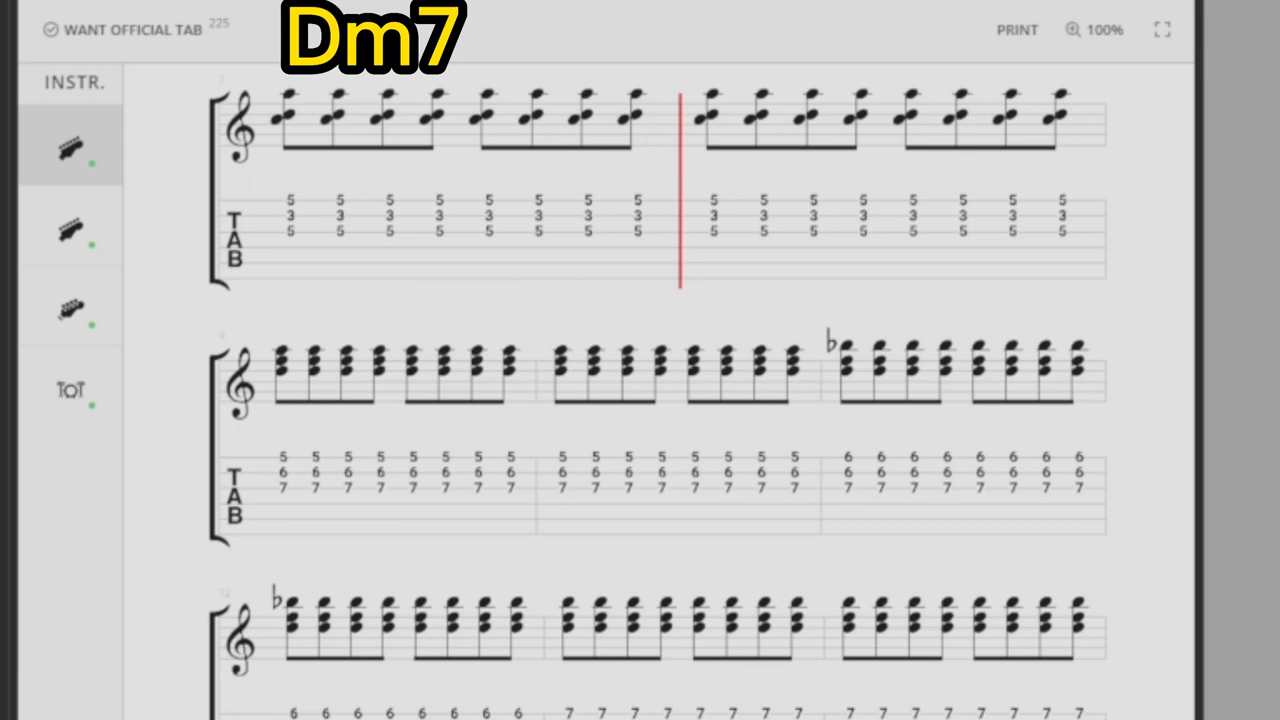 Dm7
WANT OFFICIAL TAB 225
PRINT 100%
INSTR.
5 5 5 5 5 5 5 5 5 5 5 5 5 5 5 5
3 3 3 3 3 3 3 3 3 3 3 3 3 3 3 3
5 5 5 5 5 5 5 5 5 5 5 5 5 5 5 5
T
A
B
5 5 5 5 5 5 5 5 5 5 5 5 5 5 5 5 6 6 6 6 6 6 6 6
6 6 6 6 6 6 6 6 6 6 6 6 6 6 6 6 6 6 6 6 6 6 6 6
7 7 7 7 7 7 7 7 7 7 7 7 7 7 7 7 7 7 7 7 7 7 7 7
T
A
B
6 6 6 6 6 6 6 6 7 7 7 7 7 7 7 7 7 7 7 7 7 7 7 7